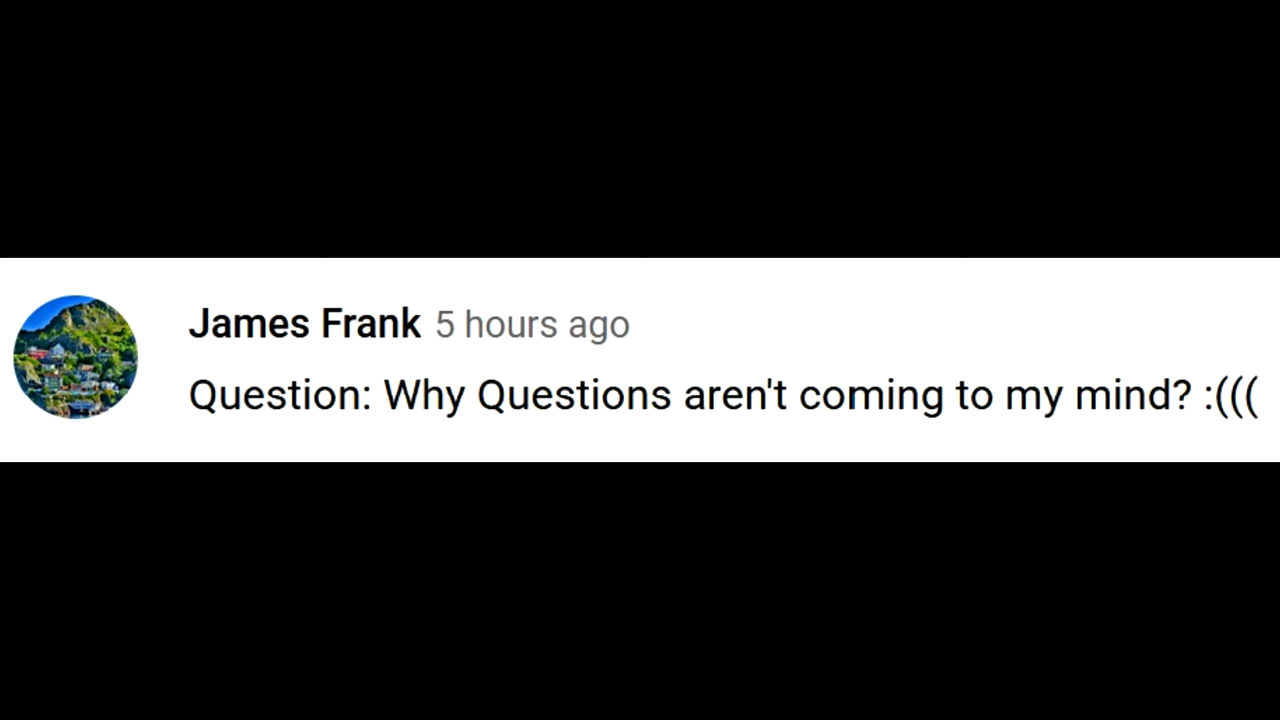 James Frank 5 hours ago
Question: Why Questions aren't coming to my mind? :(((